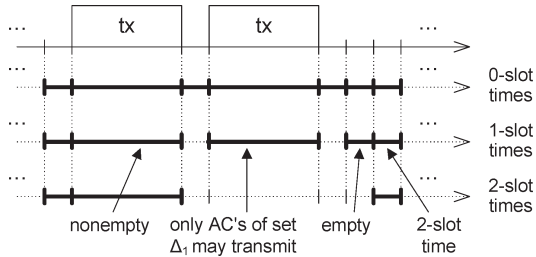 tx tx
... ...
... ...
0-slot
times
... ...
1-slot
times
... ...
2-slot
times
nonempty only AC's of set empty 2-slot
Δ₁ may transmit time